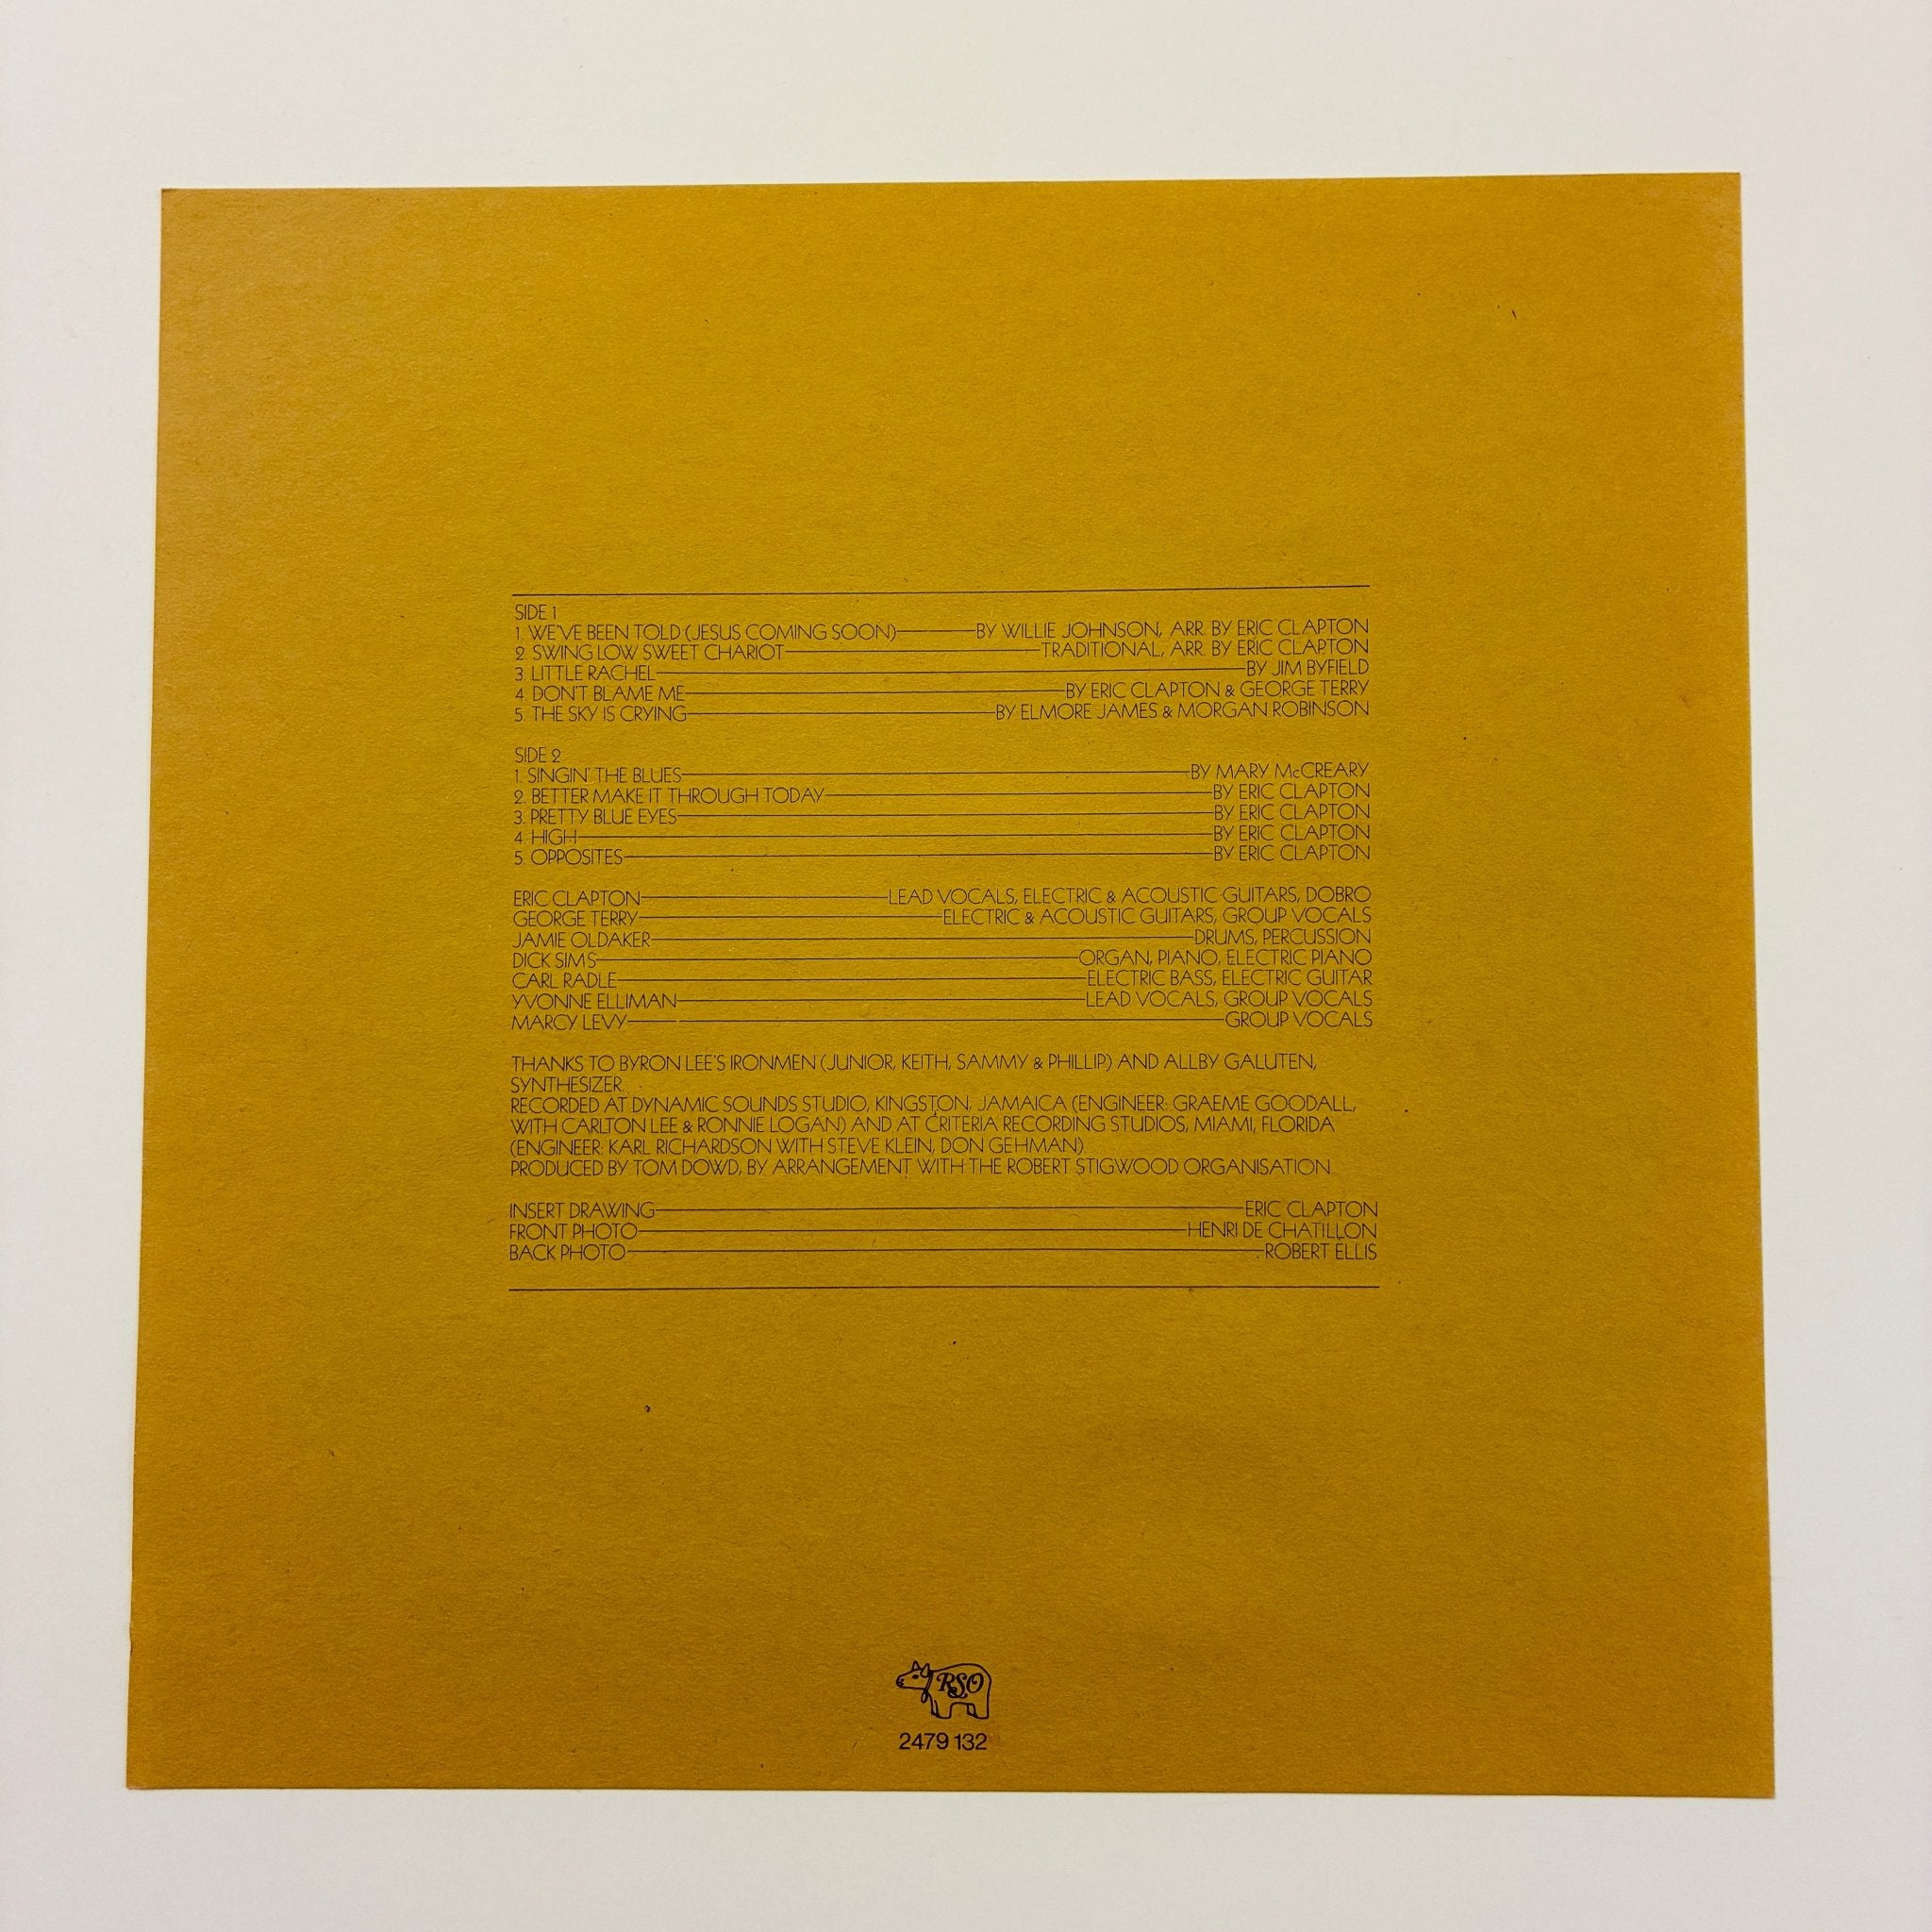 SIDE 1
1. WE'VE BEEN TOLD (JESUS COMING SOON) BY WILLIE JOHNSON, ARR. BY ERIC CLAPTON
2. SWING LOW SWEET CHARIOT TRADITIONAL, ARR. BY ERIC CLAPTON
3. LITTLE RACHEL BY JIM BYFIELD
4. DON'T BLAME ME BY ERIC CLAPTON & GEORGE TERRY
5. THE SKY IS CRYING BY ELMORE JAMES & MORGAN ROBINSON
SIDE 2
1. SINGIN' THE BLUES BY MARY McCREARY
2. BETTER MAKE IT THROUGH TODAY BY ERIC CLAPTON
3. PRETTY BLUE EYES BY ERIC CLAPTON
4. HIGH BY ERIC CLAPTON
5. OPPOSITES BY ERIC CLAPTON
ERIC CLAPTON LEAD VOCALS, ELECTRIC & ACOUSTIC GUITARS, DOBRO
GEORGE TERRY ELECTRIC & ACOUSTIC GUITARS, GROUP VOCALS
JAMIE OLDAKER DRUMS, PERCUSSION
DICK SIMS ORGAN, PIANO, ELECTRIC PIANO
CARL RADLE ELECTRIC BASS, ELECTRIC GUITAR
YVONNE ELLIMAN LEAD VOCALS, GROUP VOCALS
MARCY LEVY GROUP VOCALS
THANKS TO BYRON LEE'S IRONMEN (JUNIOR, KEITH, SAMMY & PHILLIP) AND ALLBY GALUTEN,
SYNTHESIZER.
RECORDED AT DYNAMIC SOUNDS STUDIO, KINGSTON, JAMAICA (ENGINEER: GRAEME GOODALL,
WITH CARLTON LEE & RONNIE LOGAN) AND AT CRITERIA RECORDING STUDIOS, MIAMI, FLORIDA
(ENGINEER: KARL RICHARDSON WITH STEVE KLEIN, DON GEHMAN).
PRODUCED BY TOM DOWD, BY ARRANGEMENT WITH THE ROBERT STIGWOOD ORGANISATION.
INSERT DRAWING ERIC CLAPTON
FRONT PHOTO HENRI DE CHATILLON
BACK PHOTO ROBERT ELLIS
RSO
2479 132